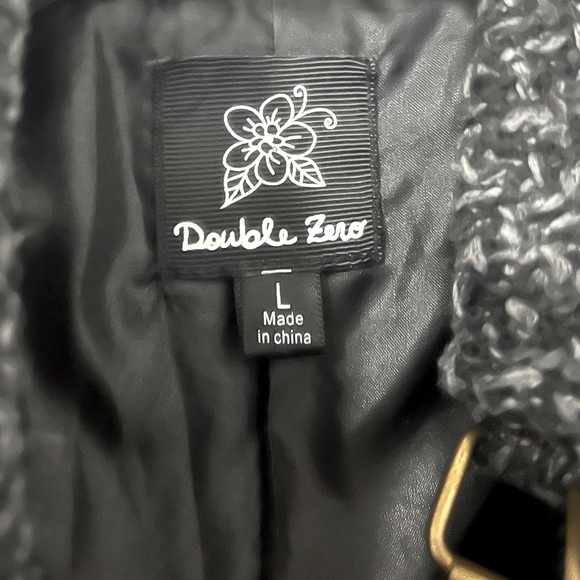 Double Zero
L
Made
in china